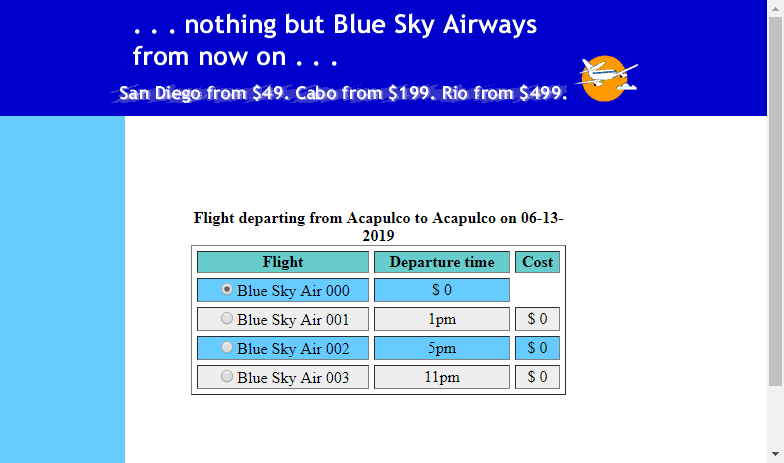 . . . nothing but Blue Sky Airways
from now on . . .
San Diego from $49. Cabo from $199. Rio from $499.
Flight departing from Acapulco to Acapulco on 06-13-
2019
Flight Departure time Cost
Blue Sky Air 000 $ 0
Blue Sky Air 001 1pm $ 0
Blue Sky Air 002 5pm $ 0
Blue Sky Air 003 11pm $ 0